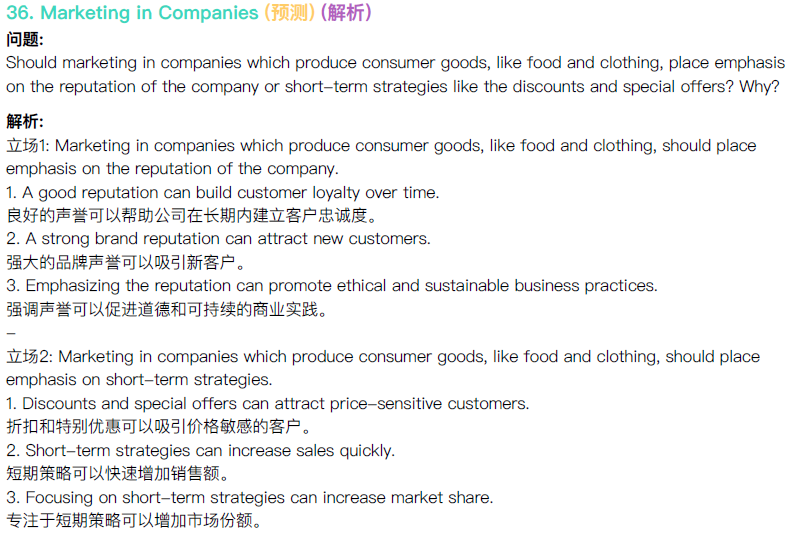 36. Marketing in Companies (预测) (解析)
问题:
Should marketing in companies which produce consumer goods, like food and clothing, place emphasis
on the reputation of the company or short-term strategies like the discounts and special offers? Why?
解析:
立场1: Marketing in companies which produce consumer goods, like food and clothing, should place
emphasis on the reputation of the company.
1. A good reputation can build customer loyalty over time.
良好的声誉可以帮助公司在长期内建立客户忠诚度。
2. A strong brand reputation can attract new customers.
强大的品牌声誉可以吸引新客户。
3. Emphasizing the reputation can promote ethical and sustainable business practices.
强调声誉可以促进道德和可持续的商业实践。
–
立场2: Marketing in companies which produce consumer goods, like food and clothing, should place
emphasis on short-term strategies.
1. Discounts and special offers can attract price-sensitive customers.
折扣和特别优惠可以吸引价格敏感的客户。
2. Short-term strategies can increase sales quickly.
短期策略可以快速增加销售额。
3. Focusing on short-term strategies can increase market share.
专注于短期策略可以增加市场份额。